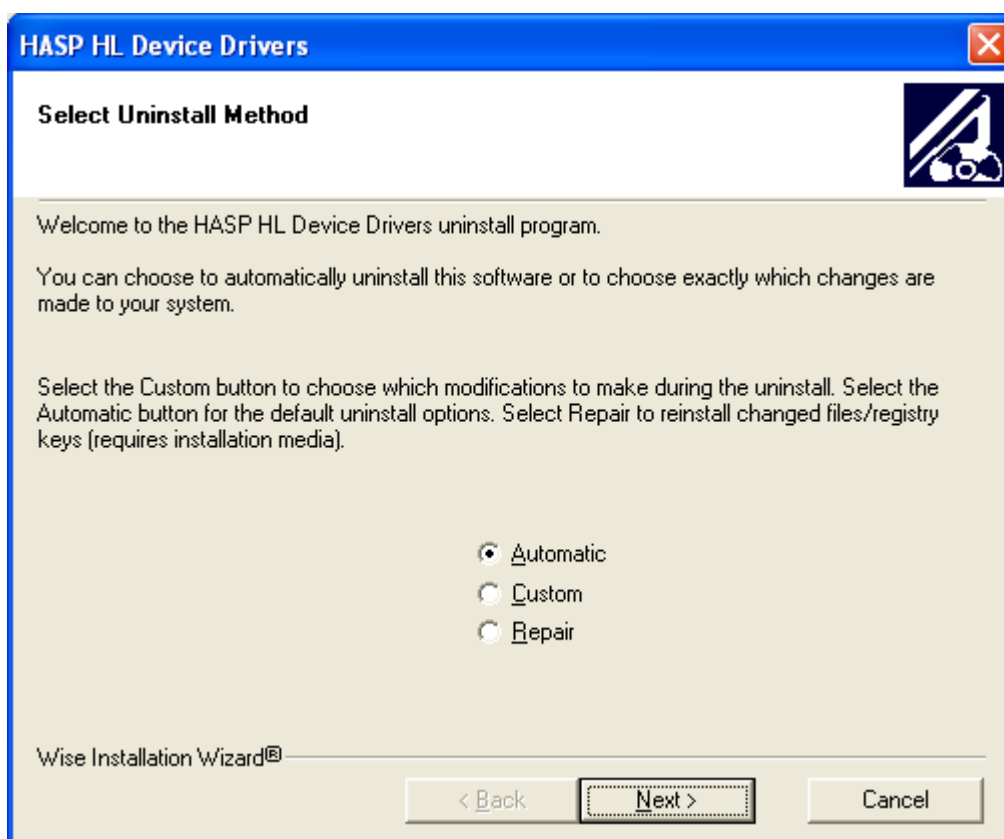 HASP HL Device Drivers
Select Uninstall Method
Welcome to the HASP HL Device Drivers uninstall program.
You can choose to automatically uninstall this software or to choose exactly which changes are
made to your system.
Select the Custom button to choose which modifications to make during the uninstall. Select the
Automatic button for the default uninstall options. Select Repair to reinstall changed files/registry
keys (requires installation media).
Automatic
Custom
Repair
Wise Installation Wizard®
< Back
Next >
Cancel